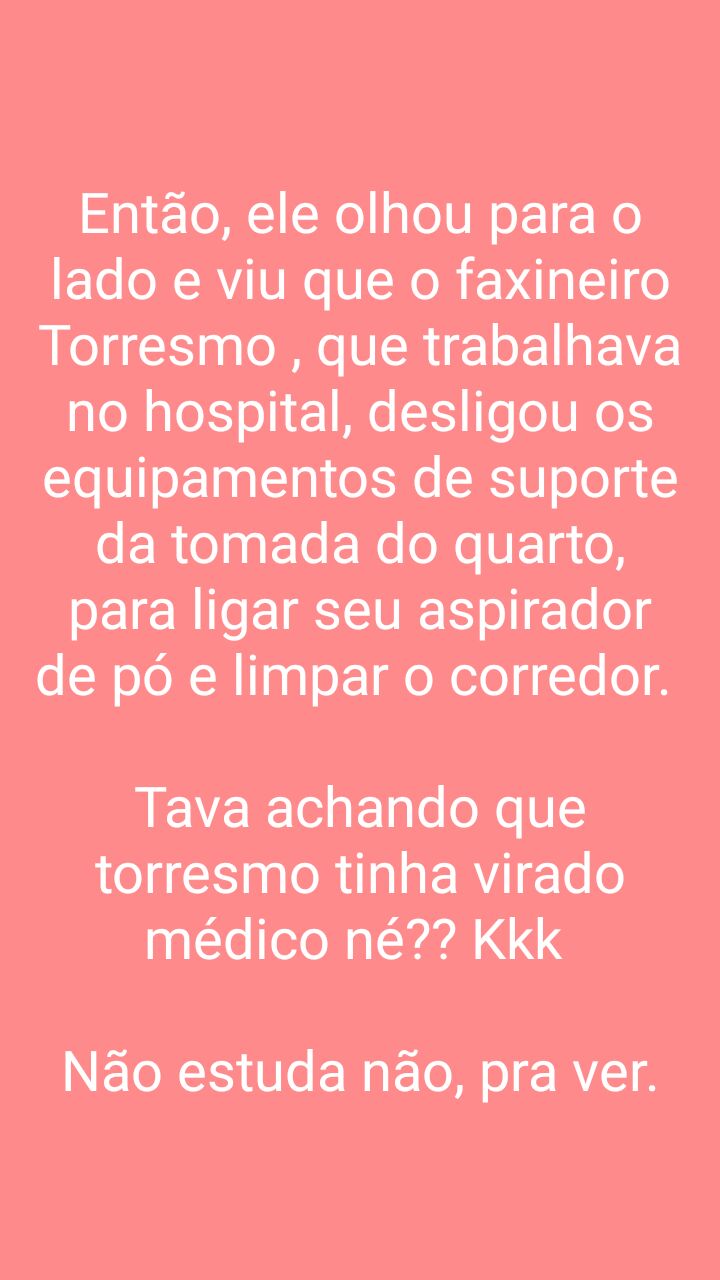 Então, ele olhou para o
lado e viu que o faxineiro
Torresmo , que trabalhava
no hospital, desligou os
equipamentos de suporte
da tomada do quarto,
para ligar seu aspirador
de pó e limpar o corredor.
Tava achando que
torresmo tinha virado
médico né?? Kkk
Não estuda não, pra ver.